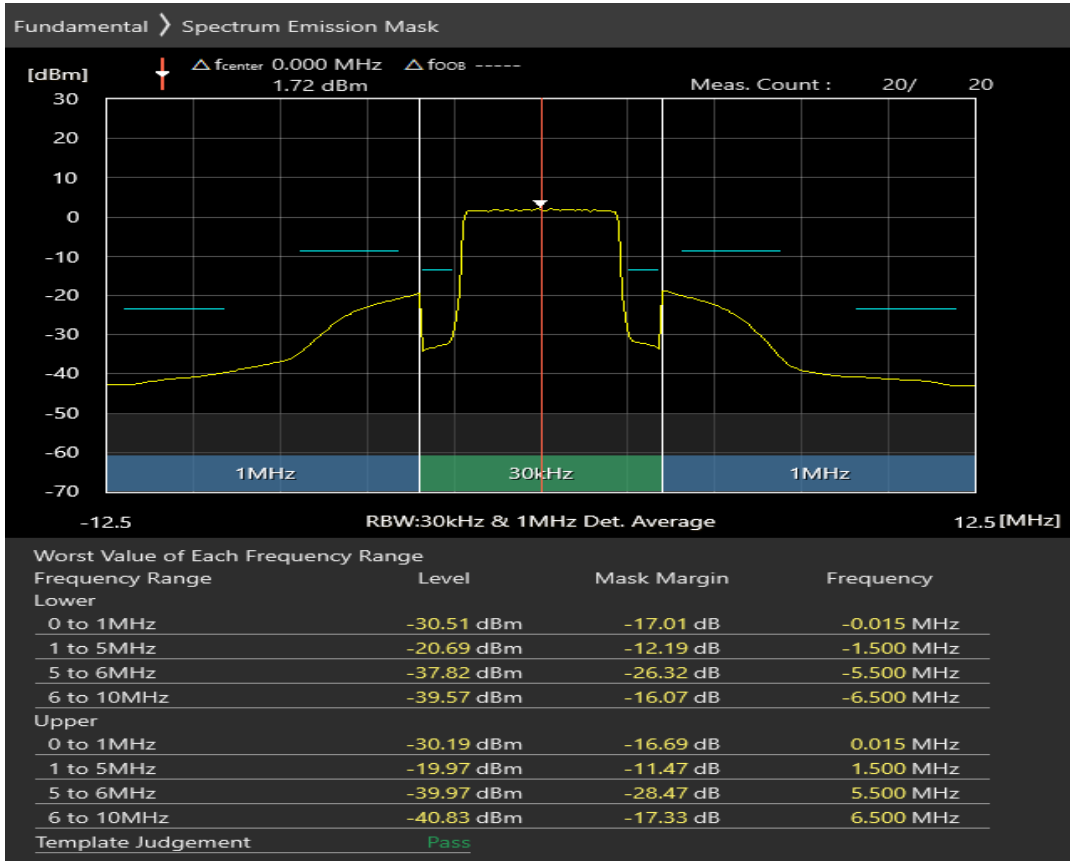 Fundamental 〉 Spectrum Emission Mask
[dBm]
△ fcenter 0.000 MHz △ fOOB -----
1.72 dBm
Meas. Count : 20/ 20
30
20
10
0
-10
-20
-30
-40
-50
-60
-70
1MHz 30kHz 1MHz
-12.5 RBW:30kHz & 1MHz Det. Average 12.5 [MHz]
Worst Value of Each Frequency Range
Frequency Range Level Mask Margin Frequency
Lower
0 to 1MHz -30.51 dBm -17.01 dB -0.015 MHz
1 to 5MHz -20.69 dBm -12.19 dB -1.500 MHz
5 to 6MHz -37.82 dBm -26.32 dB -5.500 MHz
6 to 10MHz -39.57 dBm -16.07 dB -6.500 MHz
Upper
0 to 1MHz -30.19 dBm -16.69 dB 0.015 MHz
1 to 5MHz -19.97 dBm -11.47 dB 1.500 MHz
5 to 6MHz -39.97 dBm -28.47 dB 5.500 MHz
6 to 10MHz -40.83 dBm -17.33 dB 6.500 MHz
Template Judgement Pass